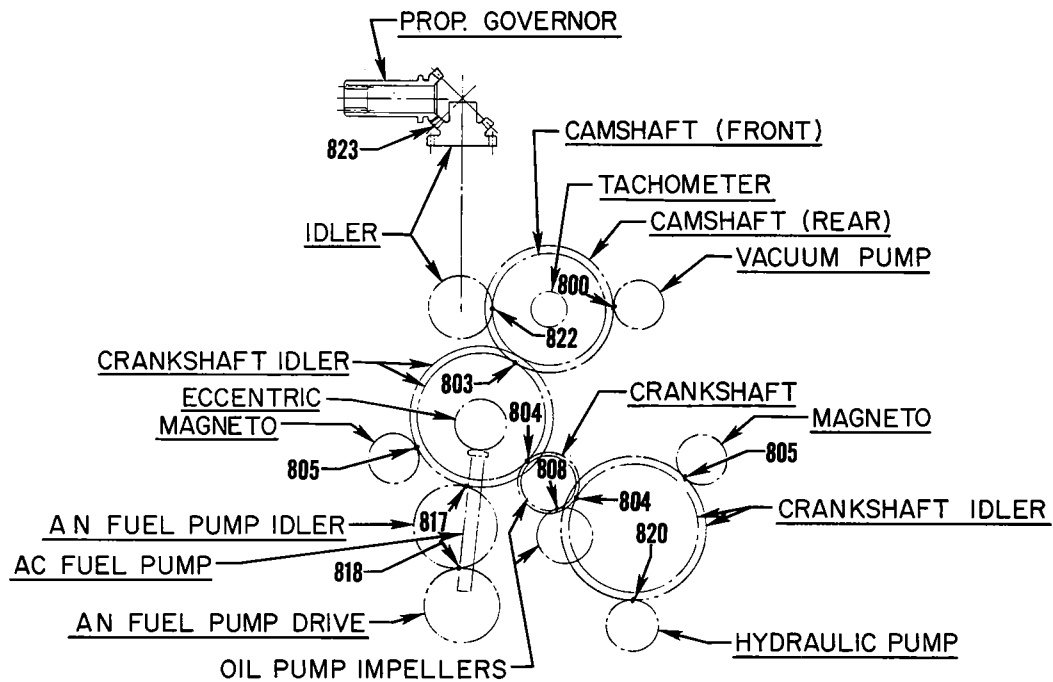 PROP. GOVERNOR
823
CAMSHAFT (FRONT)
TACHOMETER
CAMSHAFT (REAR)
IDLER
VACUUM PUMP
800
822
CRANKSHAFT IDLER
803
CRANKSHAFT
ECCENTRIC
804
MAGNETO
MAGNETO
805
808
805
804
CRANKSHAFT IDLER
AN FUEL PUMP IDLER
817
820
AC FUEL PUMP
818
AN FUEL PUMP DRIVE
HYDRAULIC PUMP
OIL PUMP IMPELLERS